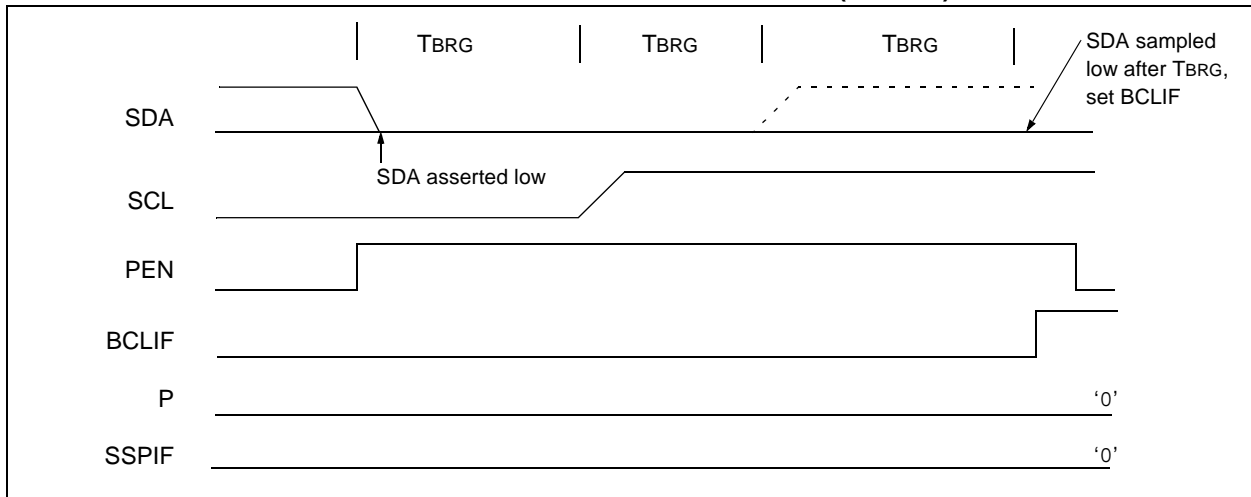 TBRG TBRG TBRG
SDA sampled
low after TBRG,
set BCLIF
SDA
SDA asserted low
SCL
PEN
BCLIF
P
‘0’
SSPIF
‘0’